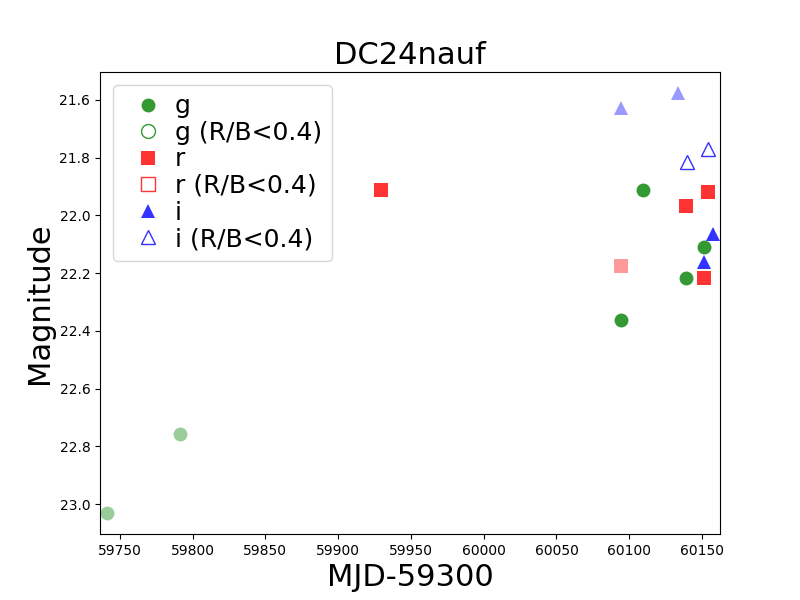 DC24nauf
g
g (R/B<0.4)
r
r (R/B<0.4)
i
i (R/B<0.4)
Magnitude
21.6
21.8
22.0
22.2
22.4
22.6
22.8
23.0
59750 59800 59850 59900 59950 60000 60050 60100 60150
MJD-59300